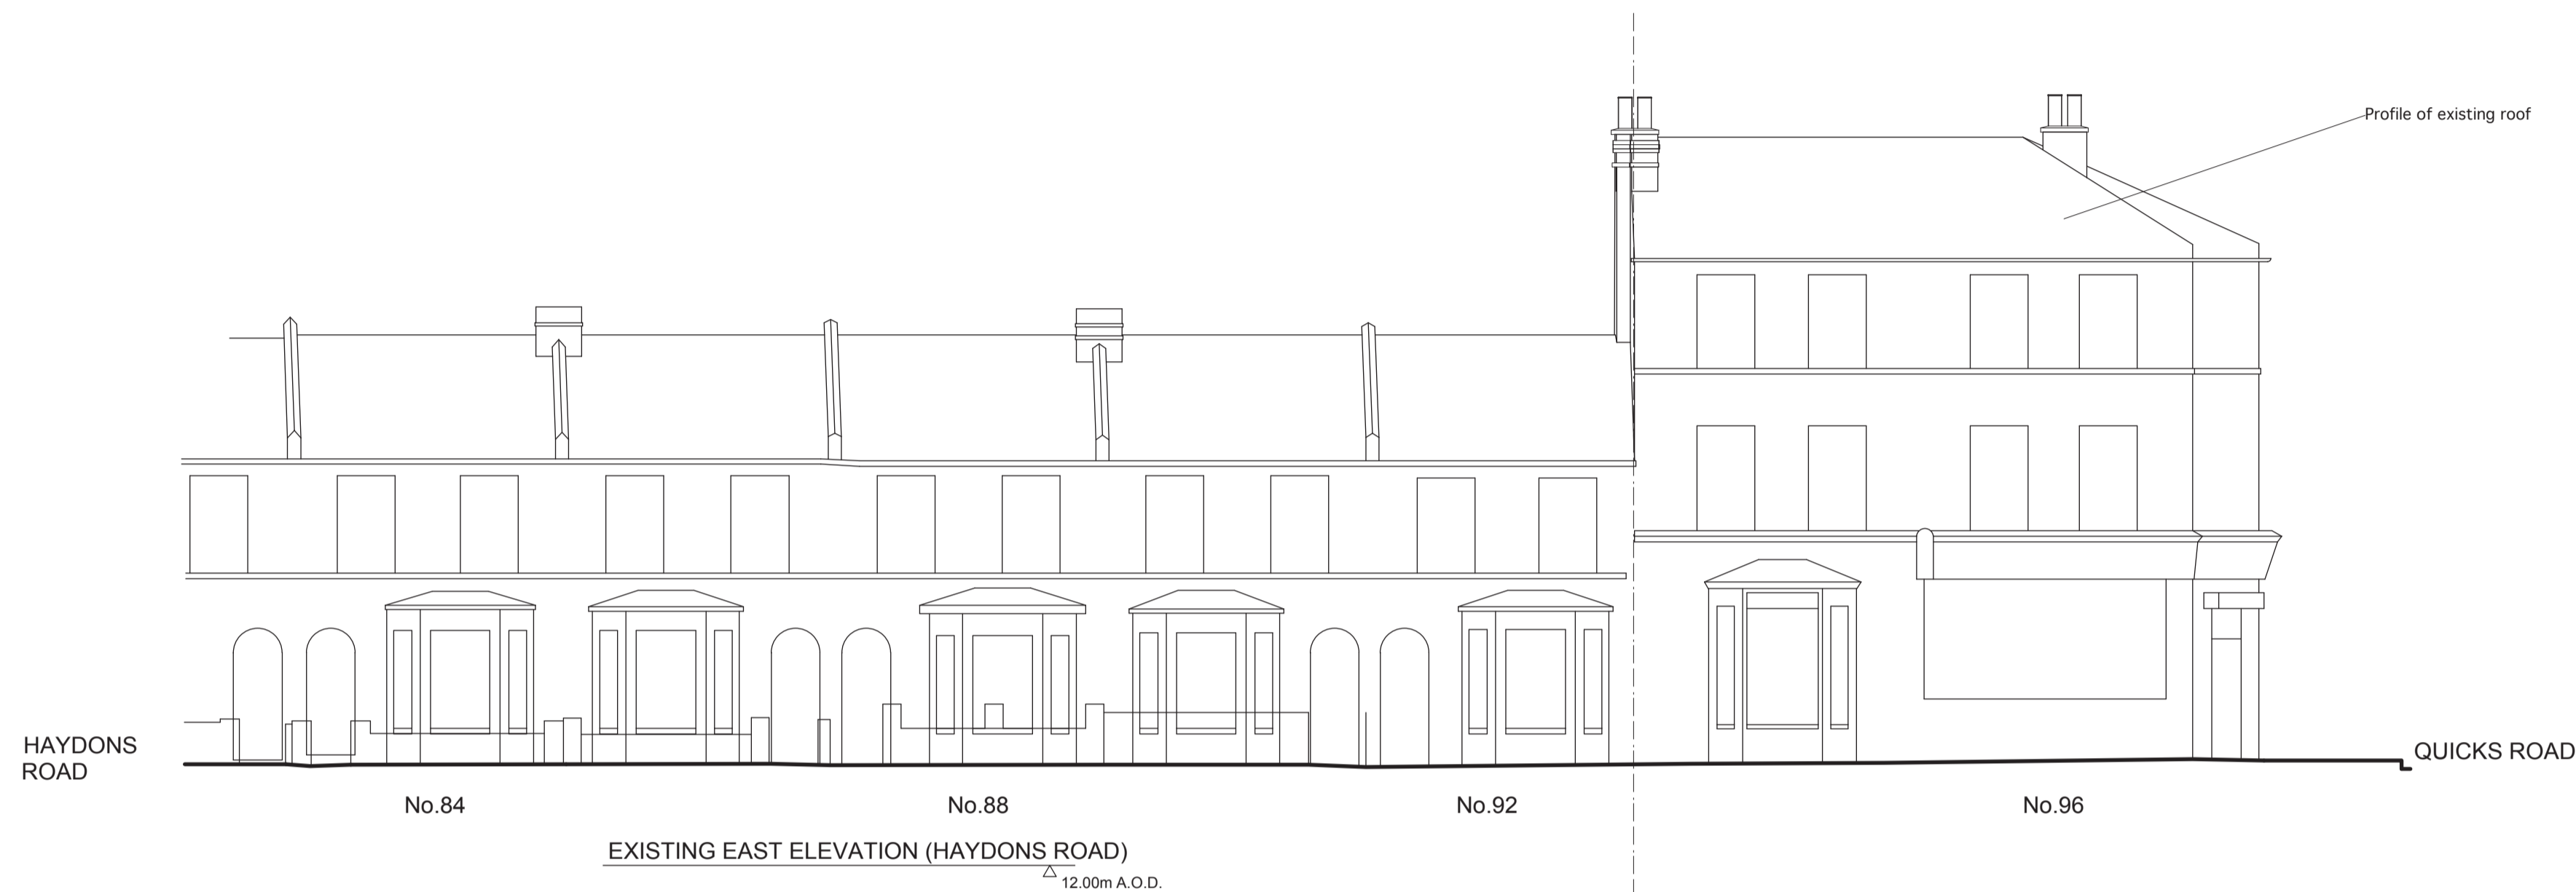 Profile of existing roof
HAYDONS
ROAD
QUICKS ROAD
No.84
No.88
No.92
No.96
EXISTING EAST ELEVATION (HAYDONS ROAD)
12.00m A.O.D.